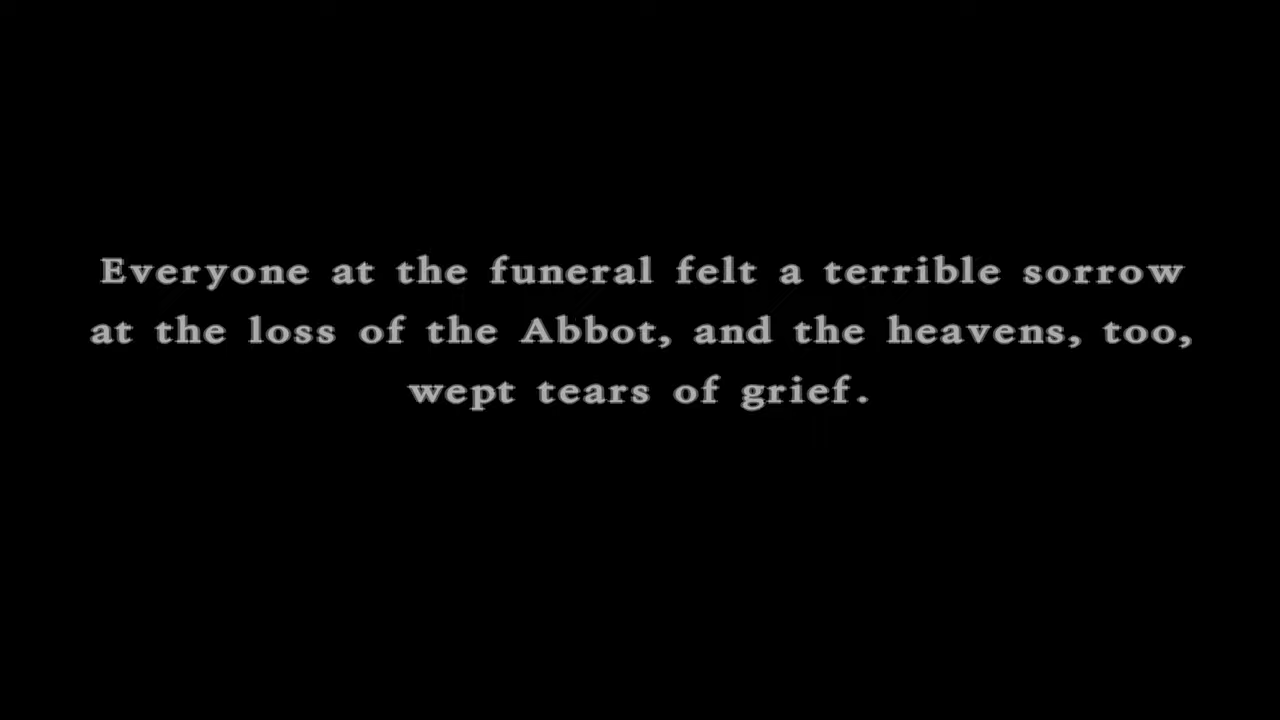 Everyone at the funeral felt a terrible sorrow
at the loss of the Abbot, and the heavens, too,
wept tears of grief.